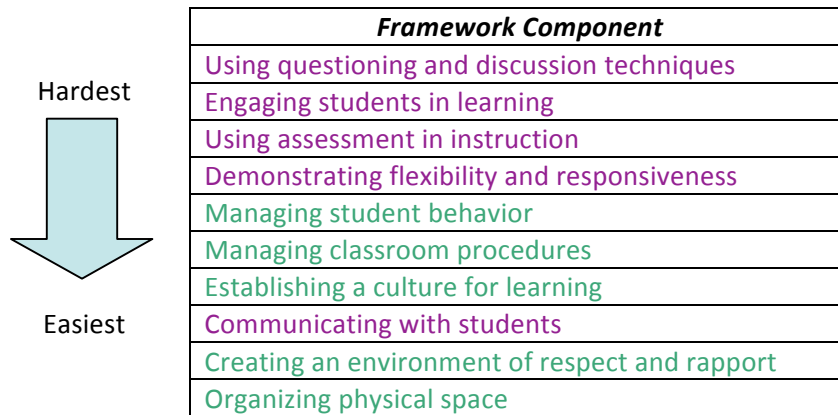 Framework Component
Using questioning and discussion techniques
Hardest
Engaging students in learning
Using assessment in instruction
Demonstrating flexibility and responsiveness
Managing student behavior
Managing classroom procedures
Establishing a culture for learning
Easiest
Communicating with students
Creating an environment of respect and rapport
Organizing physical space